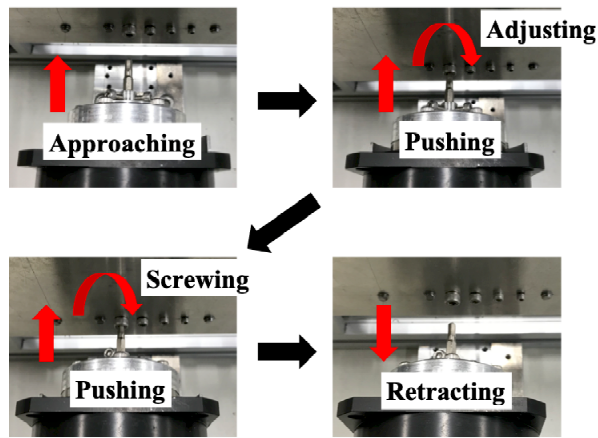 Adjusting
Approaching
Pushing
Screwing
Pushing
Retracting